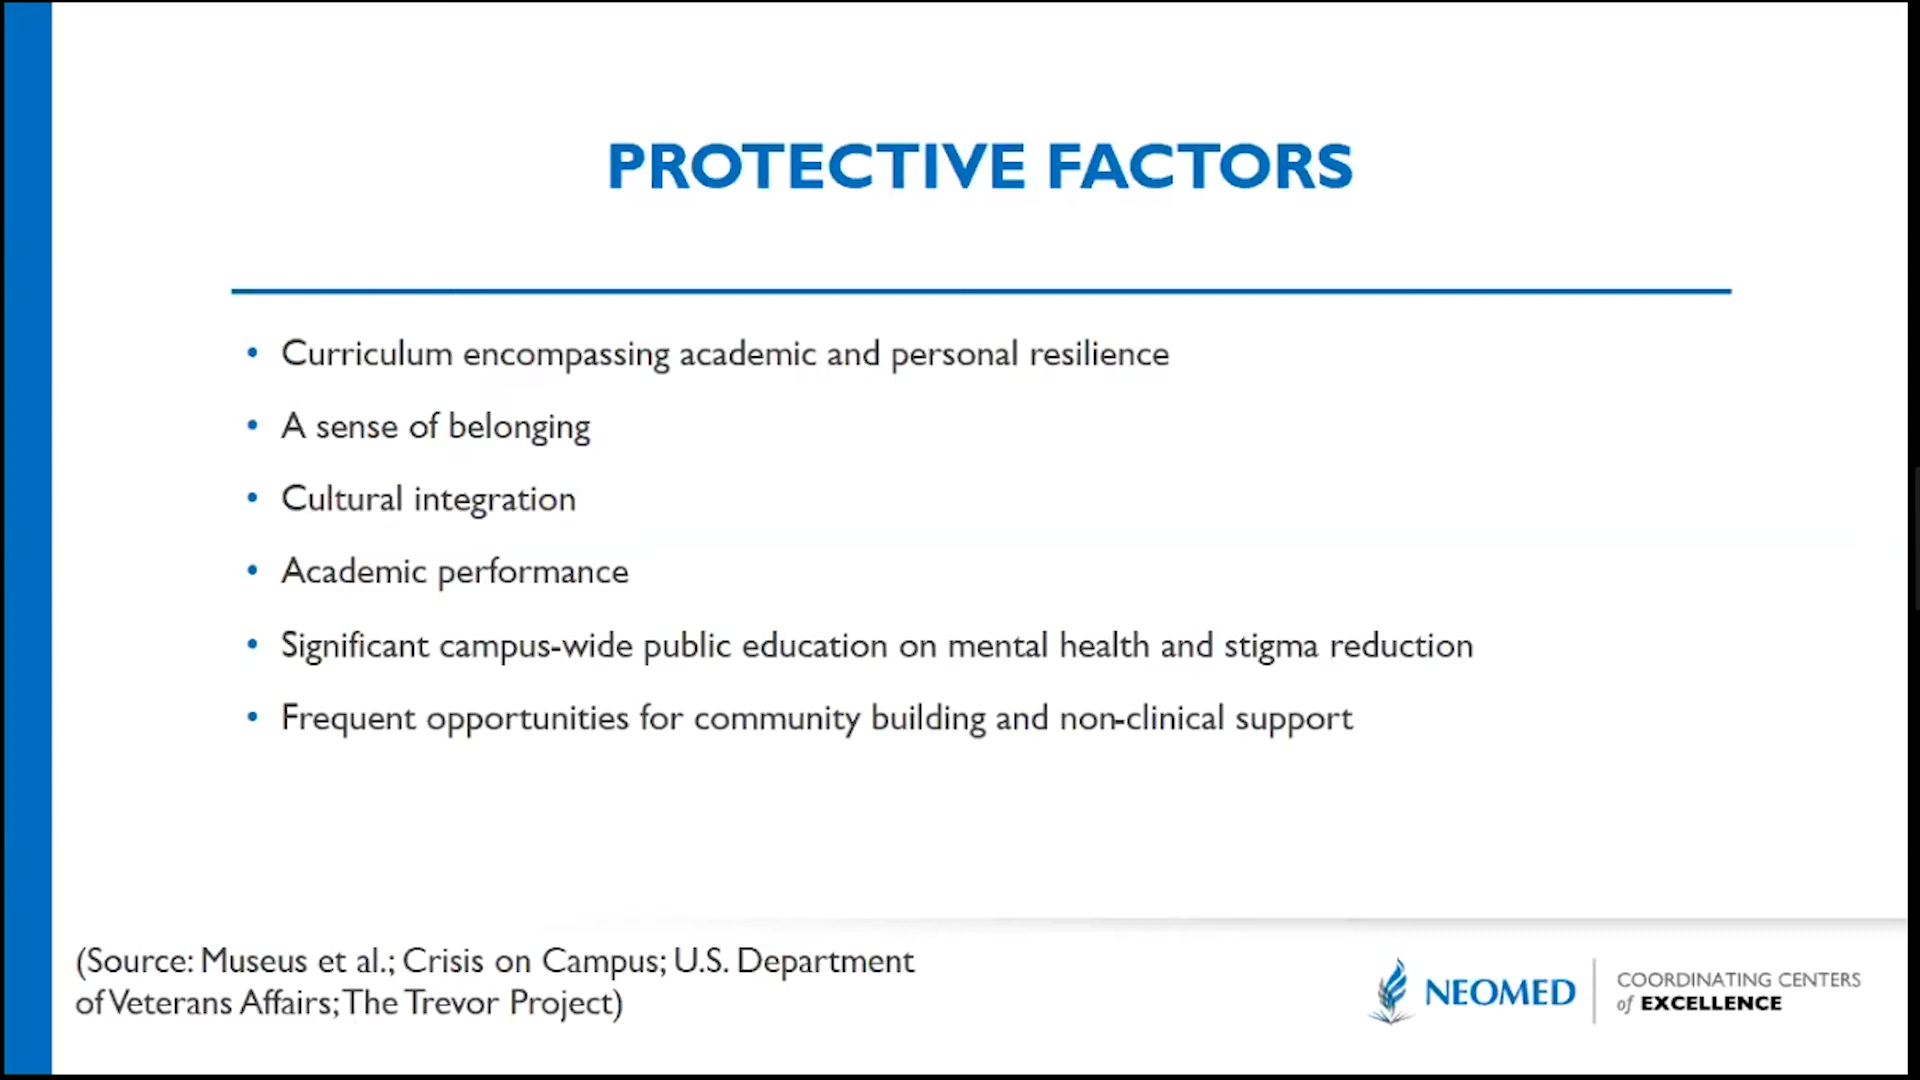 PROTECTIVE FACTORS
• Curriculum encompassing academic and personal resilience
• A sense of belonging
• Cultural integration
• Academic performance
• Significant campus-wide public education on mental health and stigma reduction
• Frequent opportunities for community building and non-clinical support
(Source: Museus et al.; Crisis on Campus; U.S. Department
of Veterans Affairs; The Trevor Project)
NEOMED
COORDINATING CENTERS
of EXCELLENCE